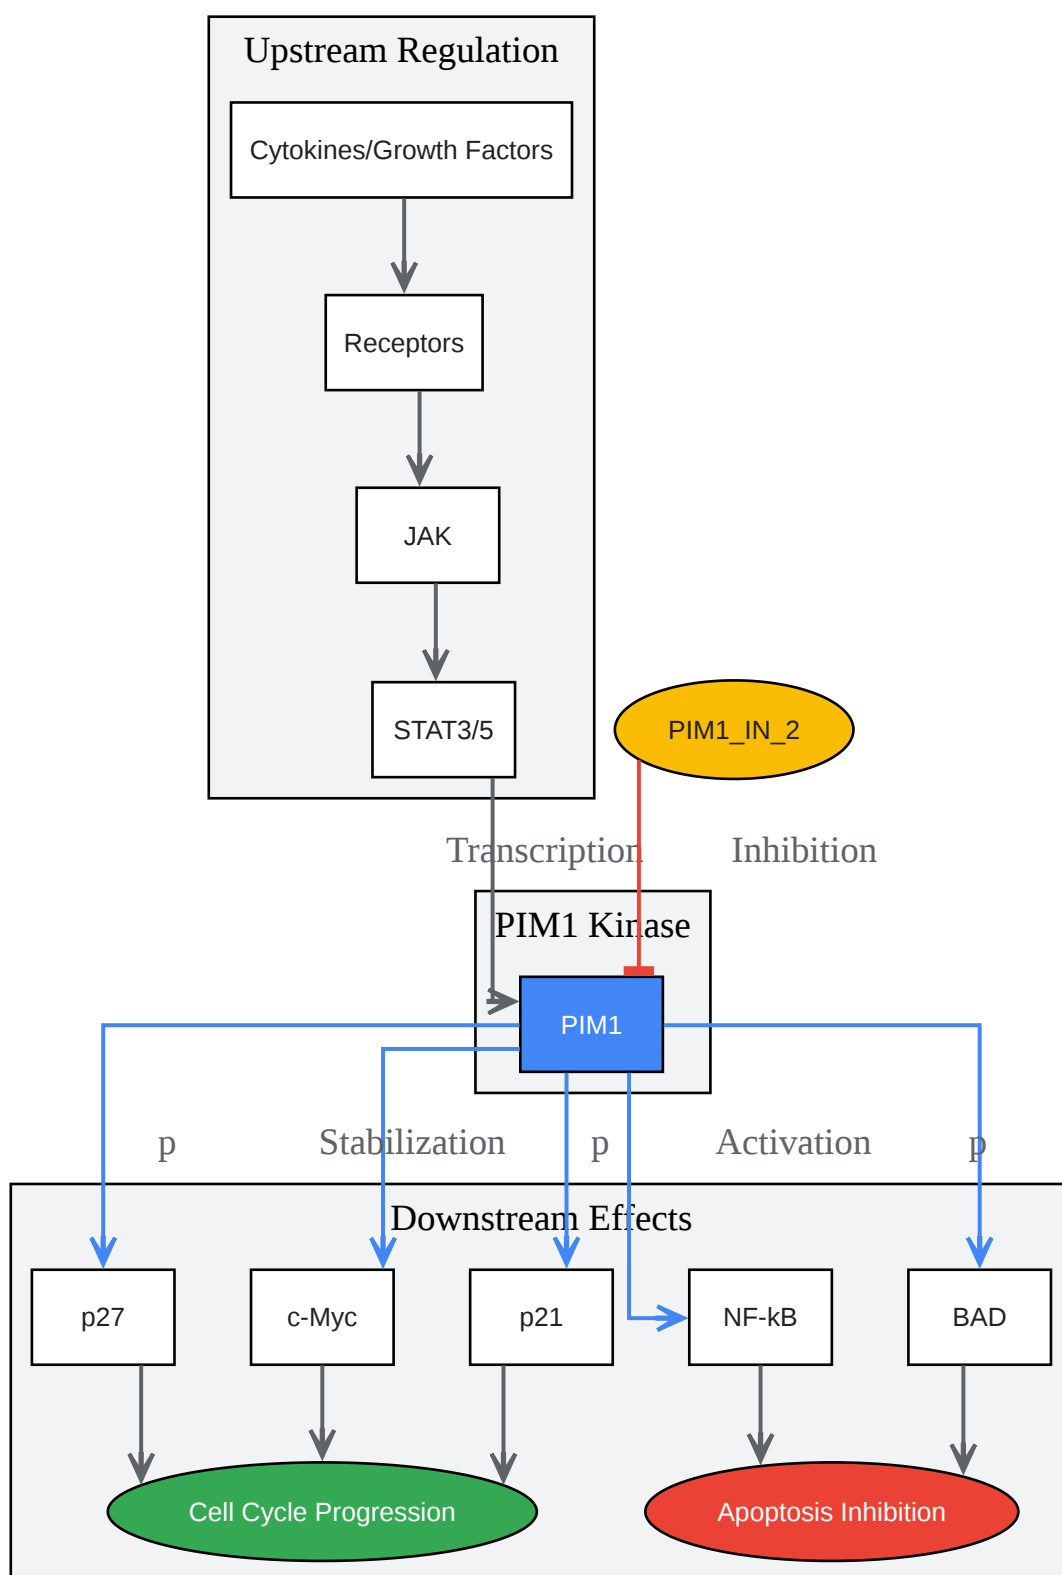 Upstream Regulation
Cytokines/Growth Factors
Receptors
JAK
STAT3/5
PIM1_IN_2
Transcription
Inhibition
PIM1 Kinase
PIM1
p
Stabilization
p
Activation
p
Downstream Effects
p27
c-Myc
p21
NF-kB
BAD
Cell Cycle Progression
Apoptosis Inhibition